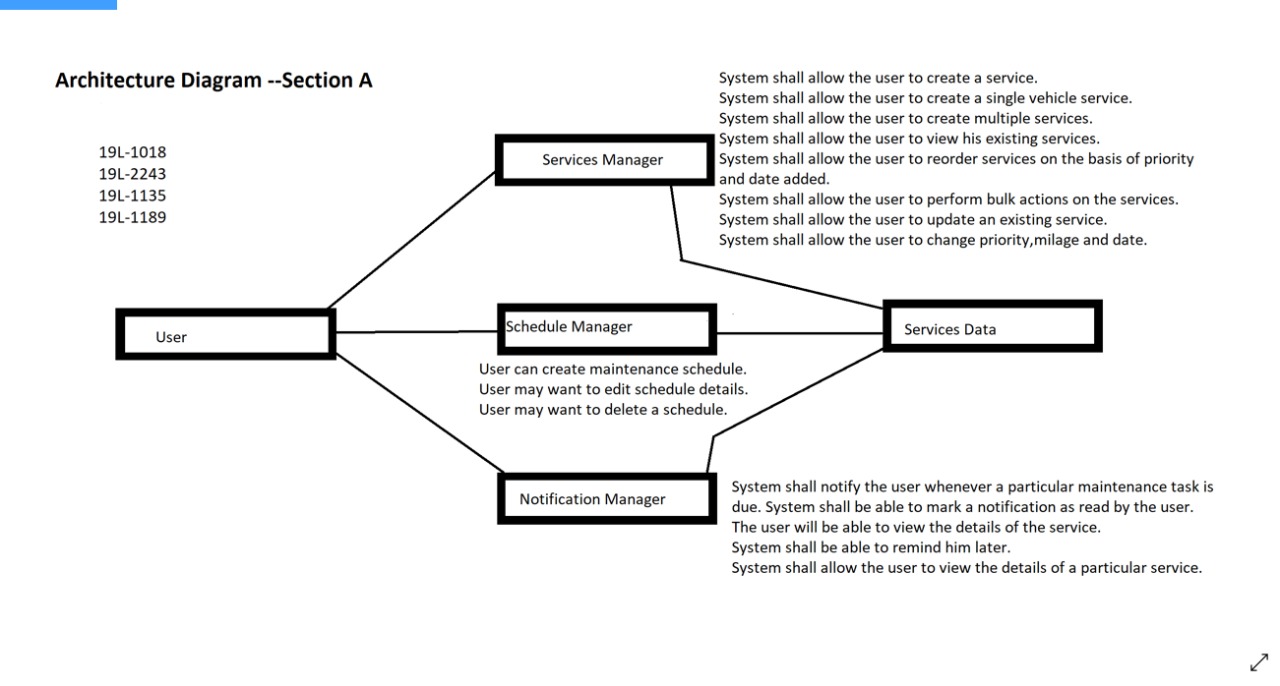 Architecture Diagram --Section A
19L-1018
19L-2243
19L-1135
19L-1189
System shall allow the user to create a service.
System shall allow the user to create a single vehicle service.
System shall allow the user to create multiple services.
System shall allow the user to view his existing services.
System shall allow the user to reorder services on the basis of priority
and date added.
System shall allow the user to perform bulk actions on the services.
System shall allow the user to update an existing service.
System shall allow the user to change priority,milage and date.
Services Manager
User
Schedule Manager
Services Data
User can create maintenance schedule.
User may want to edit schedule details.
User may want to delete a schedule.
Notification Manager
System shall notify the user whenever a particular maintenance task is
due. System shall be able to mark a notification as read by the user.
The user will be able to view the details of the service.
System shall be able to remind him later.
System shall allow the user to view the details of a particular service.